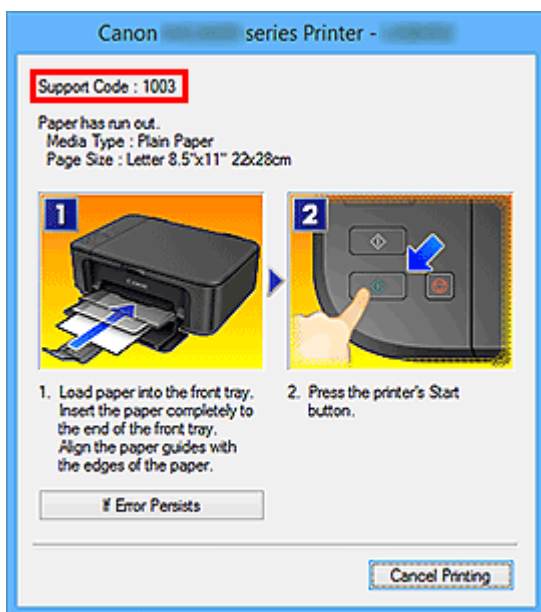 Canon series Printer -
Support Code : 1003
Paper has run out.
Media Type : Plain Paper
Page Size : Letter 8.5"x11" 22x28cm
1
2
Canon
1. Load paper into the front tray.
Insert the paper completely to
the end of the front tray.
Align the paper guides with
the edges of the paper.
2. Press the printer's Start
button.
If Error Persists
Cancel Printing